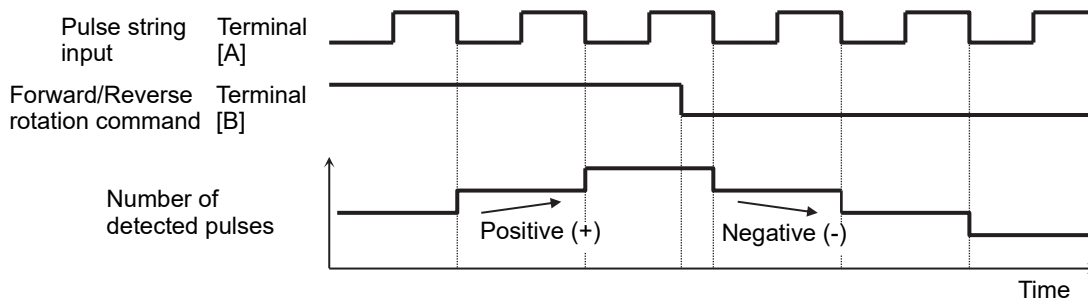 Pulse string
input
Terminal
[A]
Forward/Reverse
rotation command
Terminal
[B]
Number of
detected pulses
Positive (+)
Negative (-)
Time